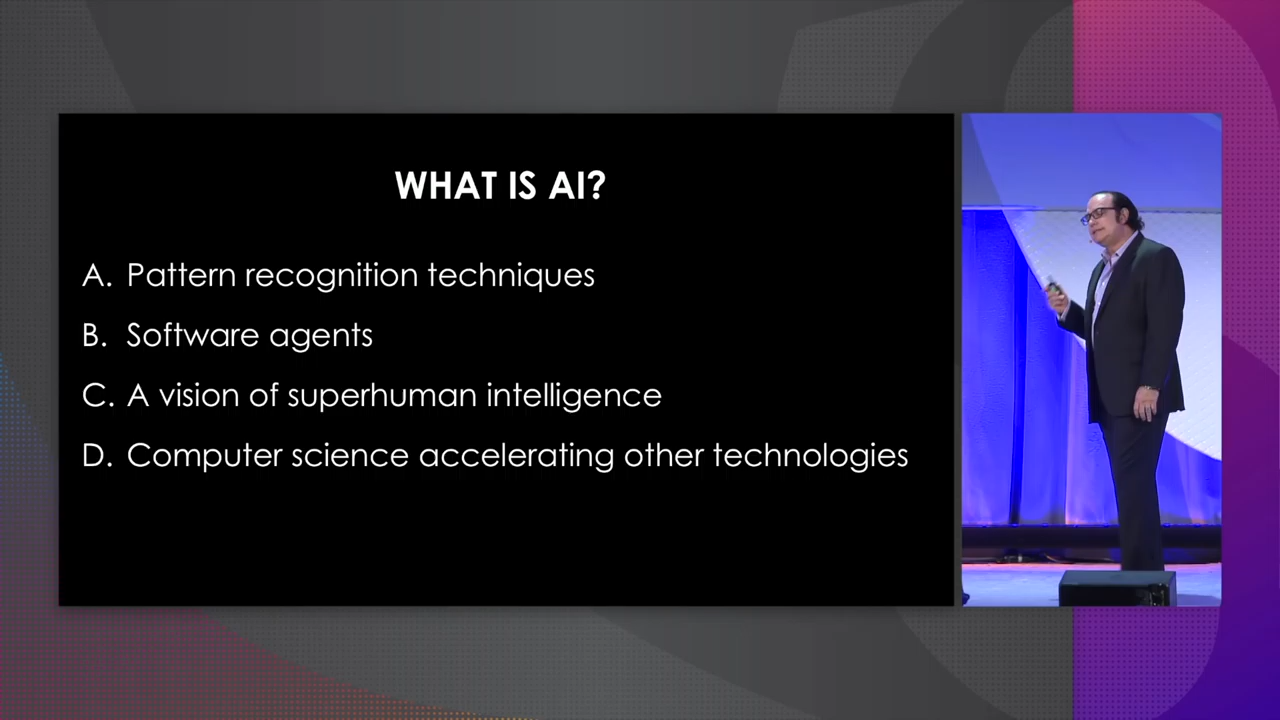 WHAT IS AI?
A. Pattern recognition techniques
B. Software agents
C. A vision of superhuman intelligence
D. Computer science accelerating other technologies